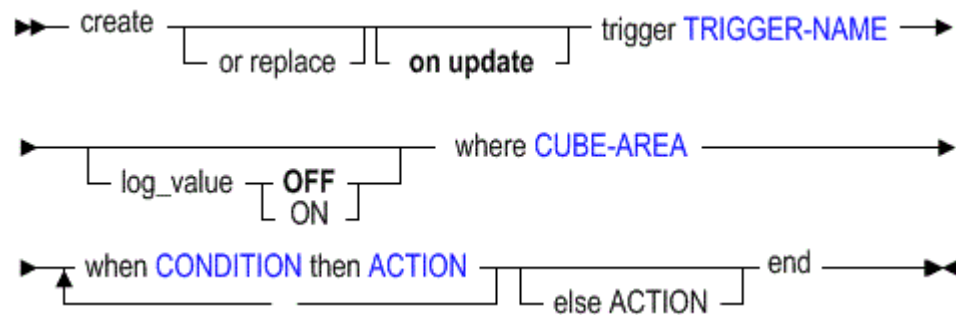 create trigger TRIGGER-NAME
or replace on update
where CUBE-AREA
log_value OFF
ON
when CONDITION then ACTION end
else ACTION